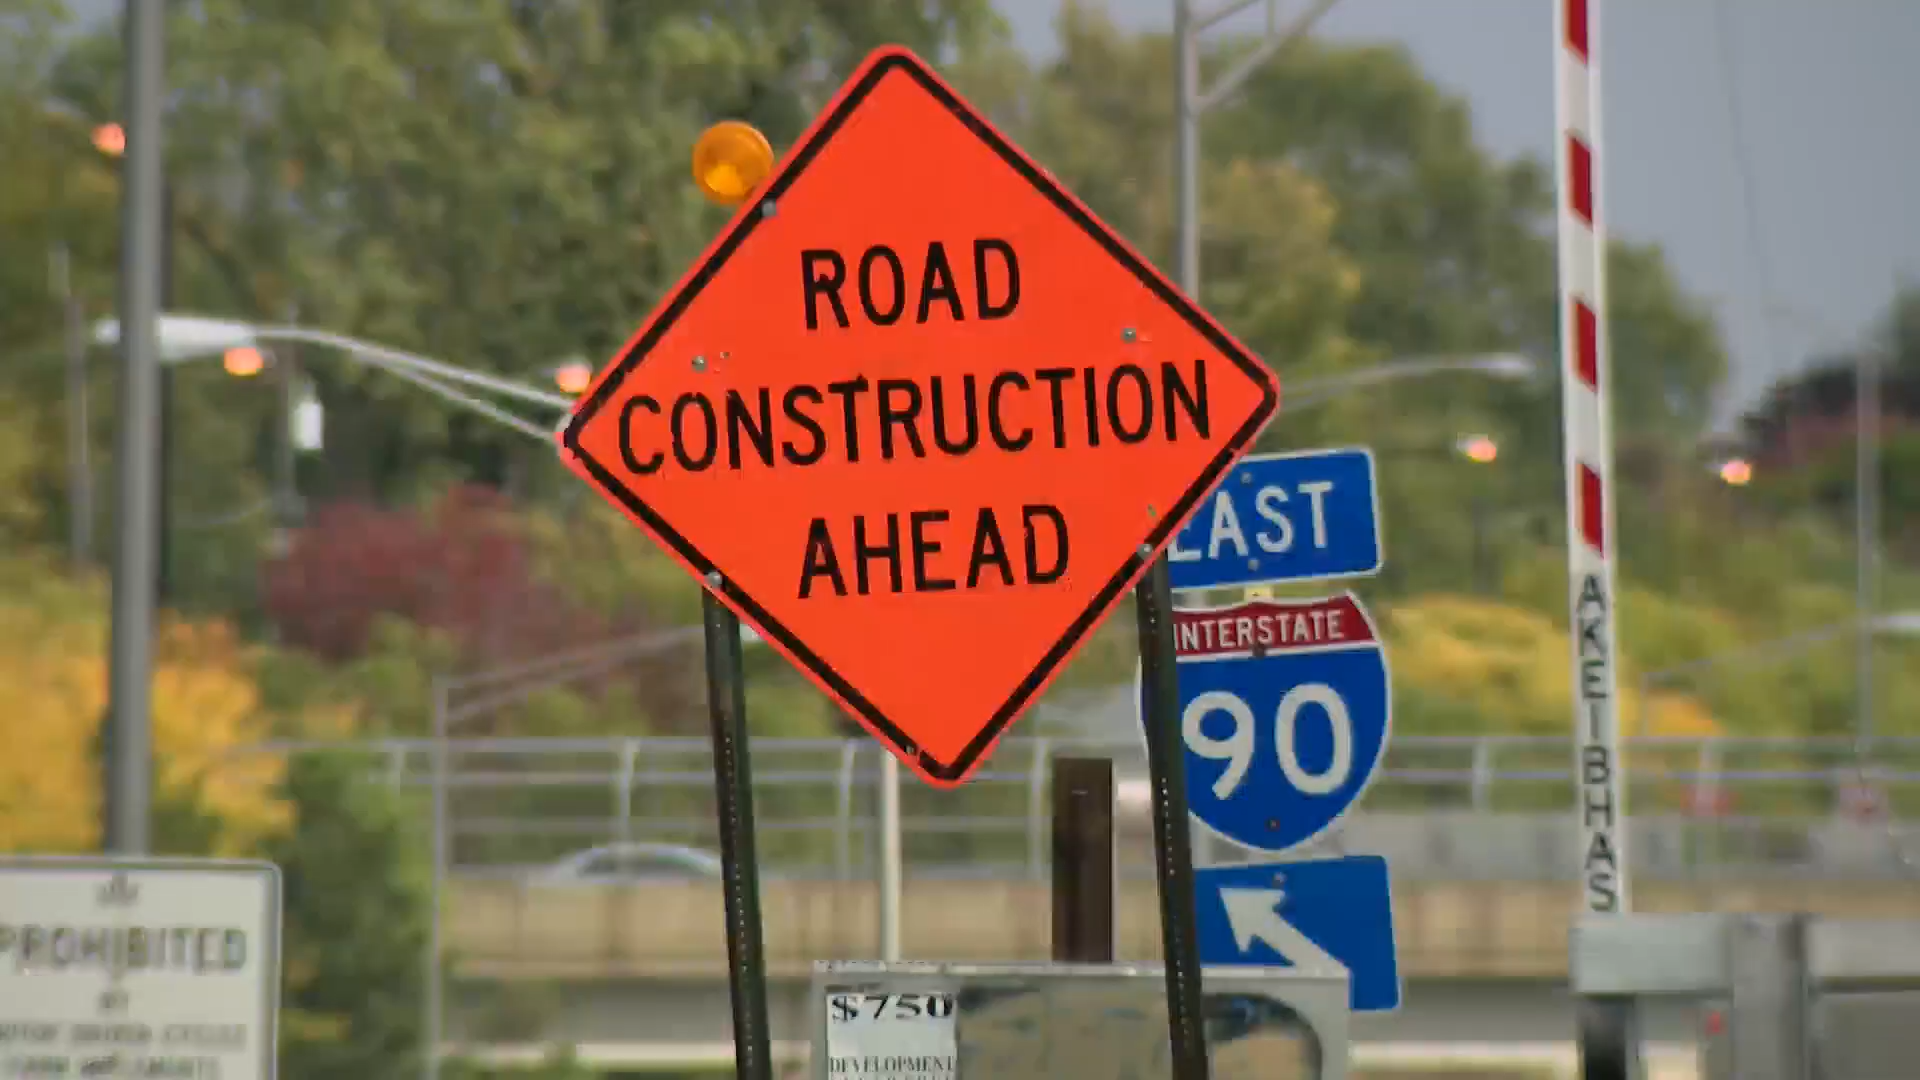 ROAD
CONSTRUCTION
AHEAD
EAST
INTERSTATE
90
AKEIBHAS
PROHIBITED
$750
DEVELOPMENT